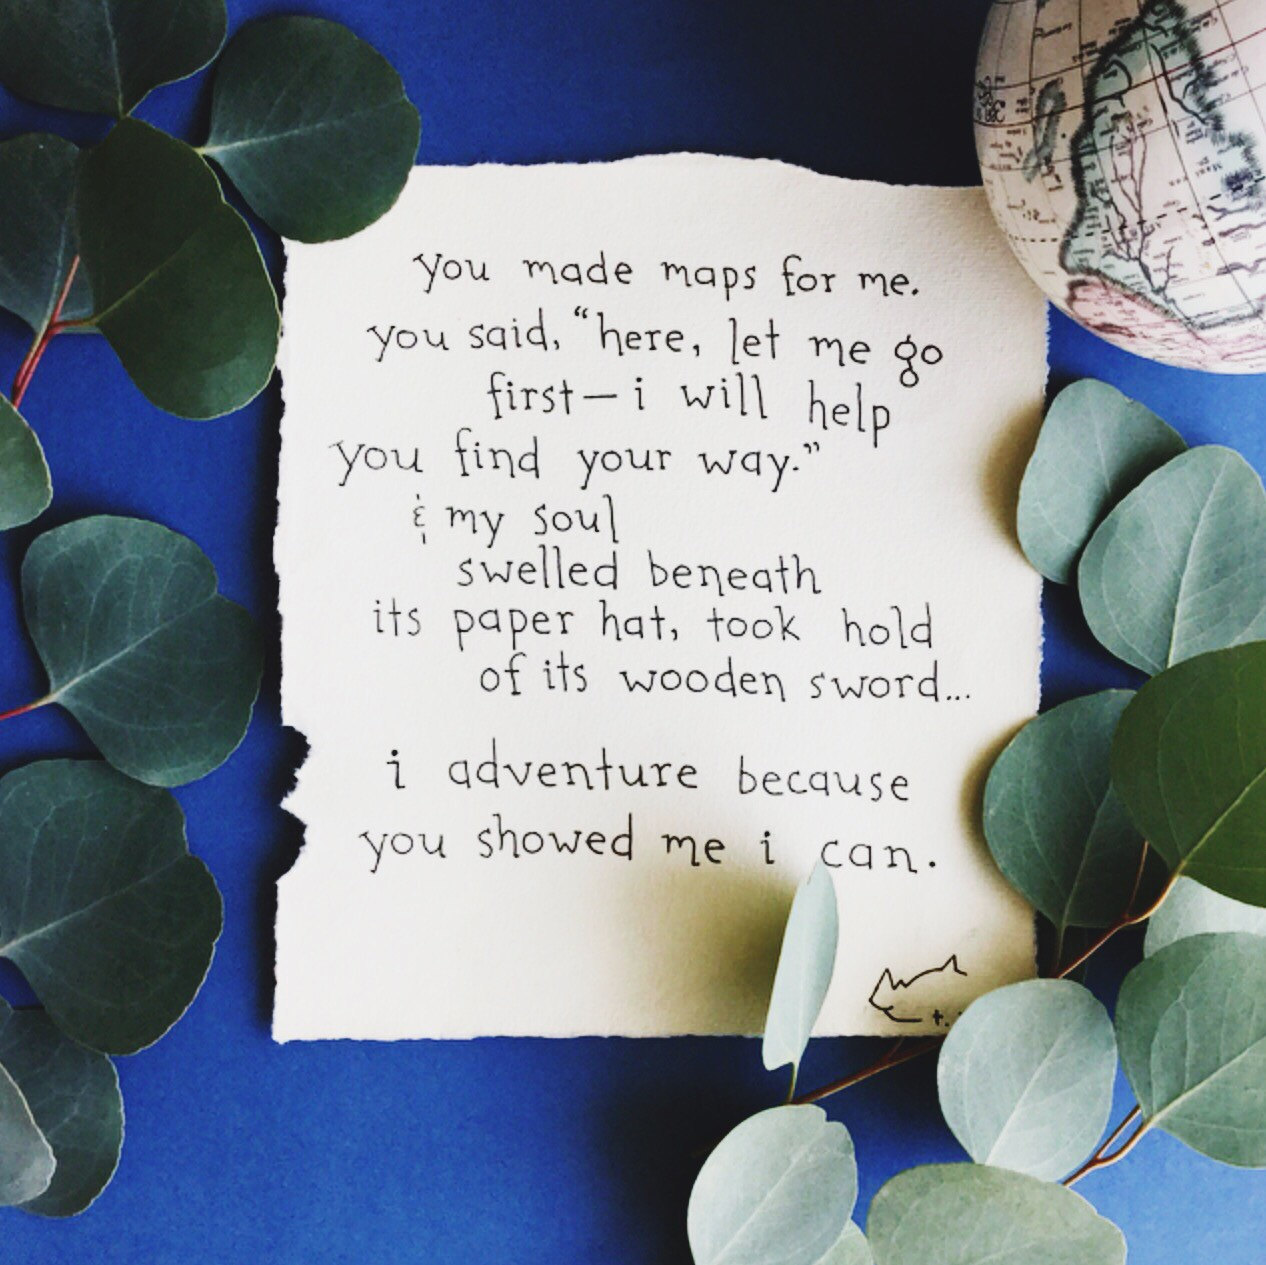 you made maps for me.
you said, "here, let me go
first—i will help
you find your way."
& my soul
swelled beneath
its paper hat, took hold
of its wooden sword...
i adventure because
you showed me i can.
t.